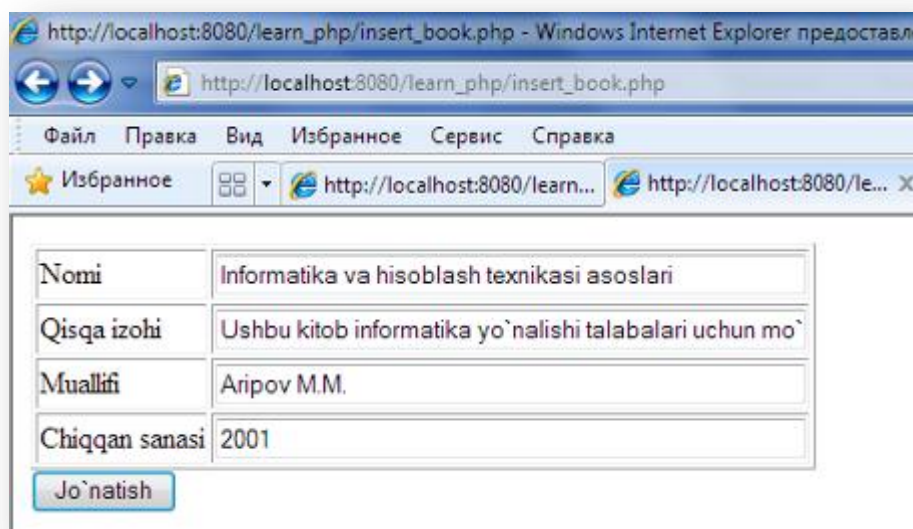 http://localhost:8080/learn_php/insert_book.php - Windows Internet Explorer
http://localhost:8080/learn_php/insert_book.php
Файл Правка Вид Избранное Сервис Справка
Избранное http://localhost:8080/learn... http://localhost:8080/le... X
Nomi Informatika va hisoblash texnikasi asoslari
Qisqa izohi Ushbu kitob informatika yo`nalishi talabalari uchun mo`
Muallifi Aripov M.M.
Chiqqan sanasi 2001
Jo`natish